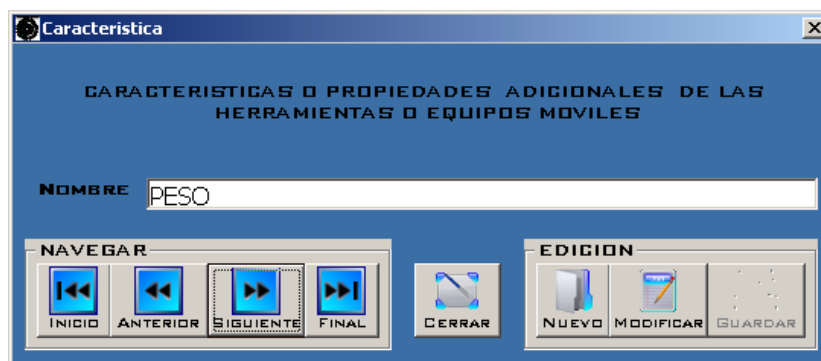 Caracteristica
CARACTERISTICAS O PROPIEDADES ADICIONALES DE LAS
HERRAMIENTAS O EQUIPOS MOVILES
NOMBRE PESO
NAVEGAR EDICION
INICIO ANTERIOR SIGUIENTE FINAL CERRAR NUEVO MODIFICAR GUARDAR